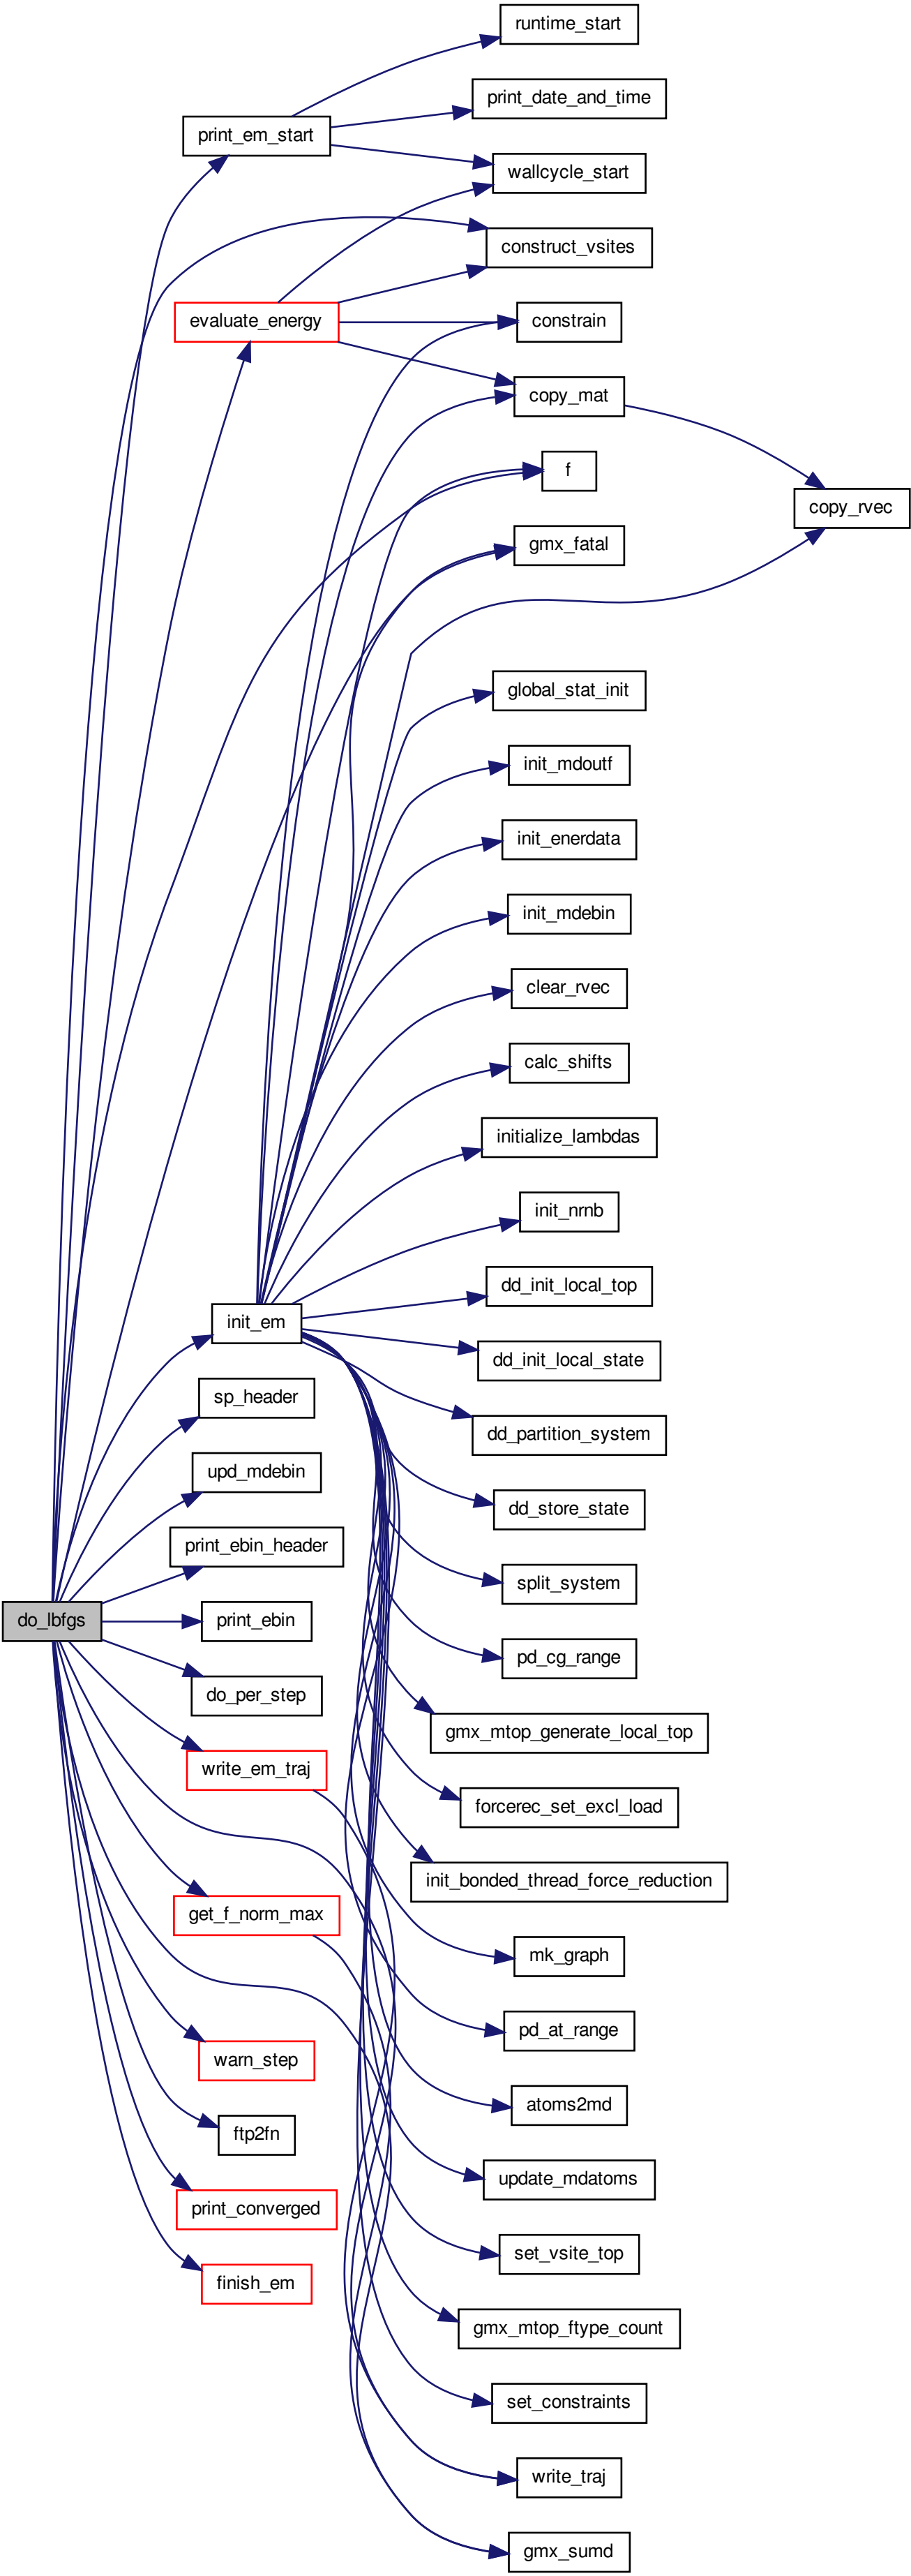 runtime_start
print_date_and_time
print_em_start
wallcycle_start
construct_vsites
evaluate_energy
constrain
copy_mat
f
copy_rvec
gmx_fatal
global_stat_init
init_mdoutf
init_enerdata
init_mdebin
clear_rvec
calc_shifts
initialize_lambdas
init_nrnb
dd_init_local_top
init_em
dd_init_local_state
sp_header
dd_partition_system
upd_mdebin
dd_store_state
print_ebin_header
split_system
do_lbfgs
print_ebin
pd_cg_range
do_per_step
gmx_mtop_generate_local_top
write_em_traj
forcerec_set_excl_load
init_bonded_thread_force_reduction
get_f_norm_max
mk_graph
pd_at_range
warn_step
atoms2md
ftp2fn
update_mdatoms
print_converged
set_vsite_top
finish_em
gmx_mtop_ftype_count
set_constraints
write_traj
gmx_sumd